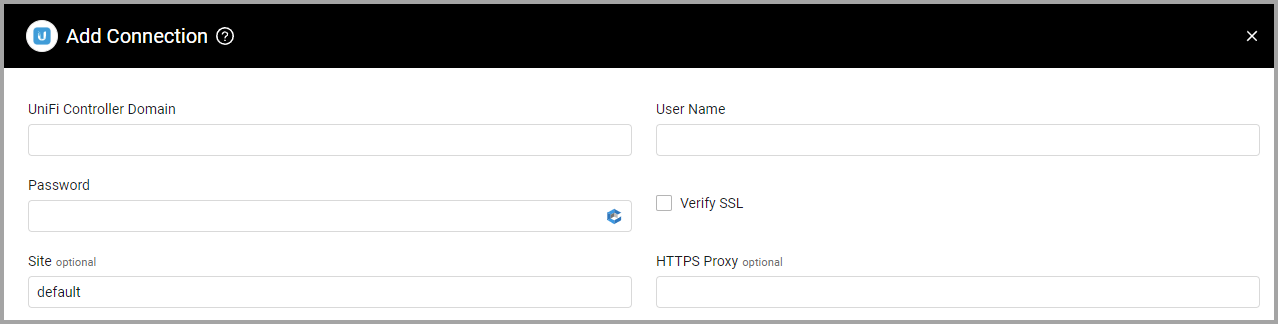 Add Connection ?
UniFi Controller Domain
User Name
Password
Verify SSL
Site optional
HTTPS Proxy optional
default